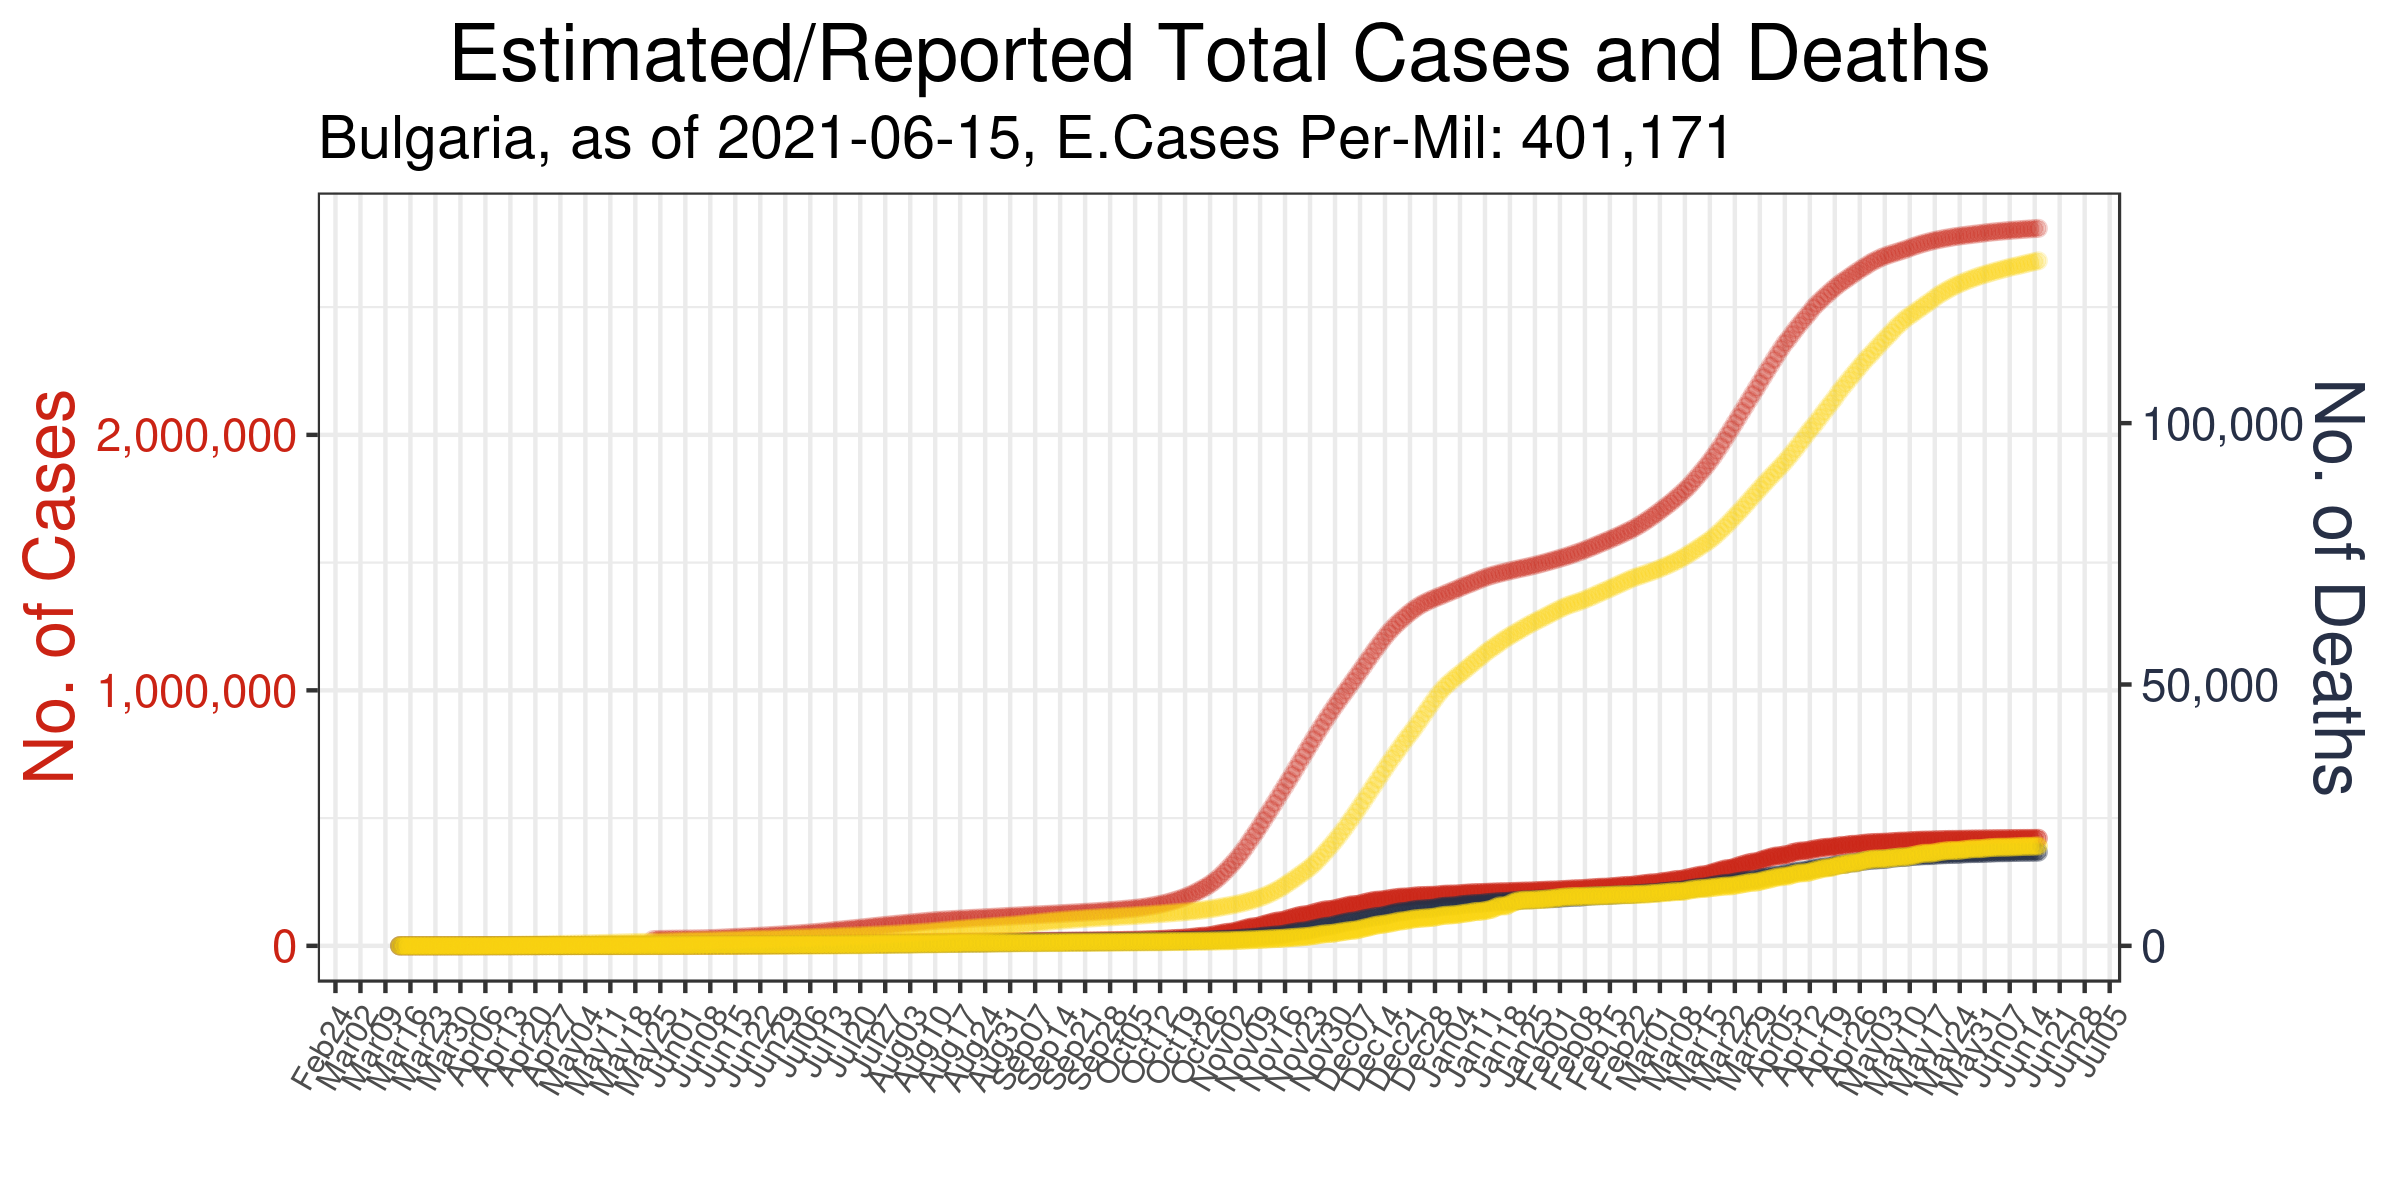 Estimated/Reported Total Cases and Deaths
Bulgaria, as of 2021-06-15, E.Cases Per-Mil: 401,171
No. of Cases
2,000,000
1,000,000
0
100,000
50,000
0
No. of Deaths
Feb24
Mar02
Mar09
Mar16
Mar23
Mar30
Apr06
Apr13
Apr20
Apr27
May04
May11
May18
May25
Jun01
Jun08
Jun15
Jun22
Jun29
Jul06
Jul13
Jul20
Jul27
Aug03
Aug10
Aug17
Aug24
Aug31
Sep07
Sep14
Sep21
Sep28
Oct05
Oct12
Oct19
Oct26
Nov02
Nov09
Nov16
Nov23
Nov30
Dec07
Dec14
Dec21
Dec28
Jan04
Jan11
Jan18
Jan25
Feb01
Feb08
Feb15
Feb22
Mar01
Mar08
Mar15
Mar22
Mar29
Apr05
Apr12
Apr19
Apr26
May03
May10
May17
May24
May31
Jun07
Jun14
Jun21
Jun28
Jul05